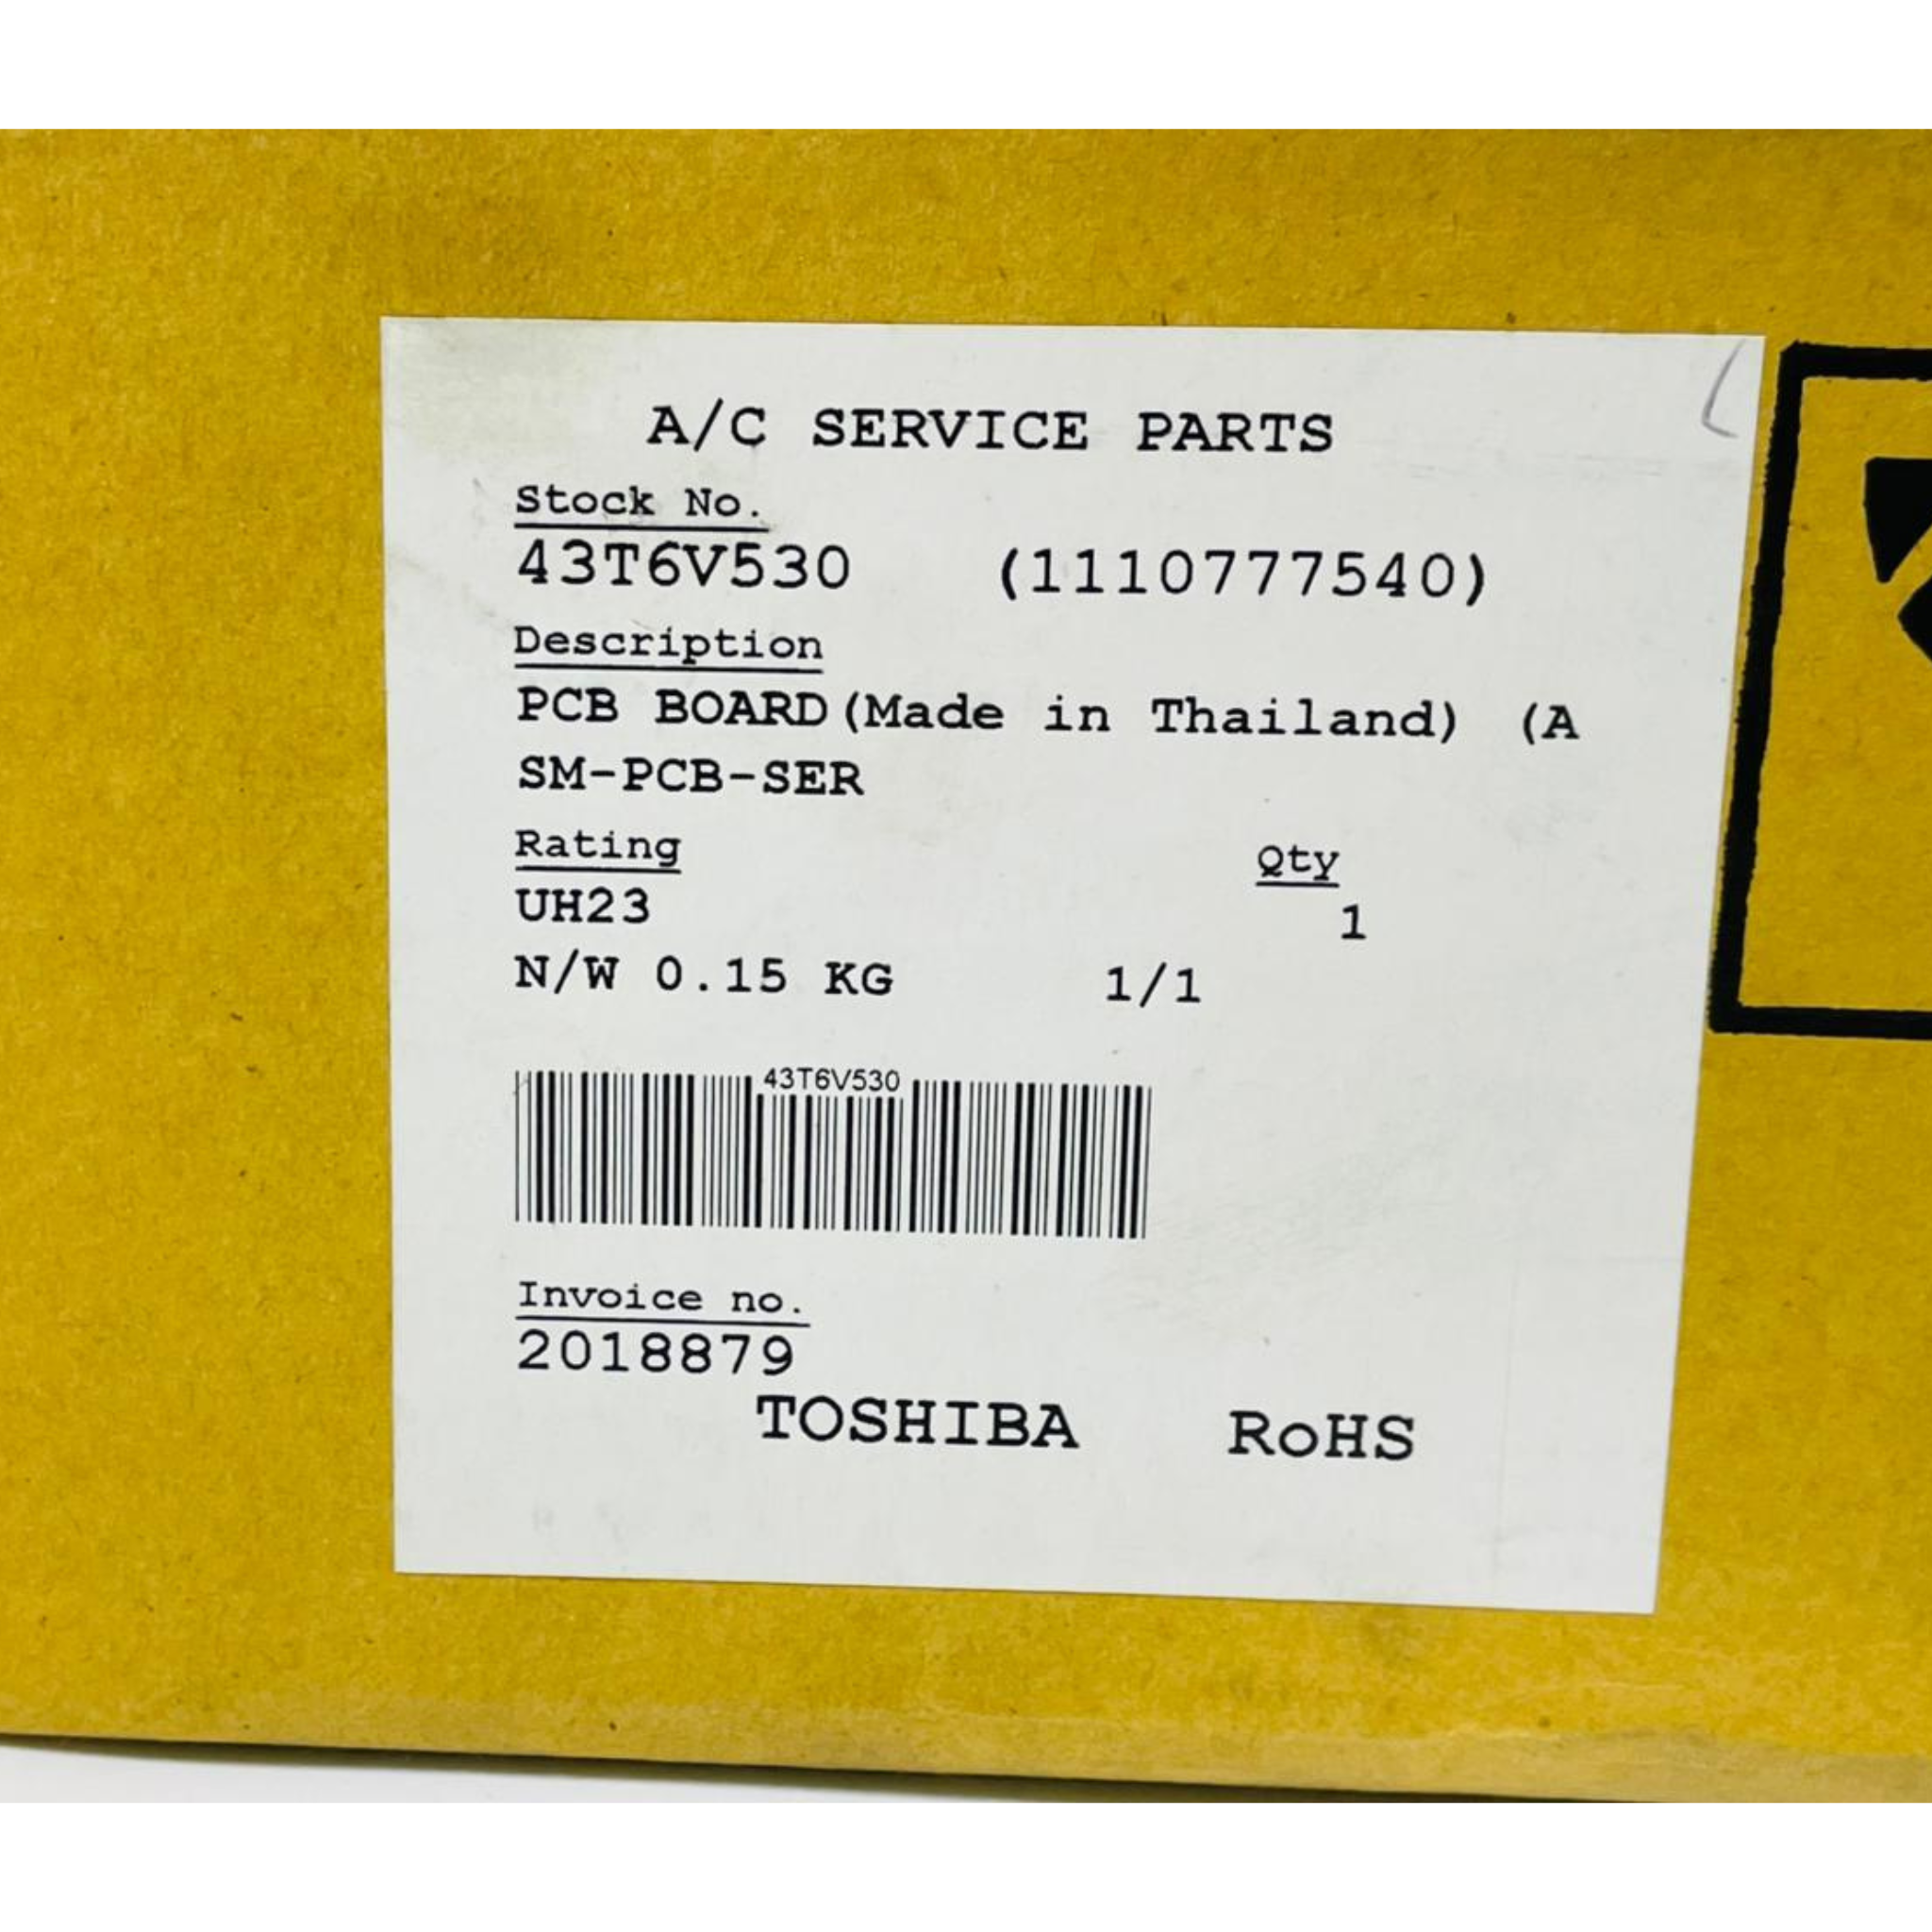 A/C SERVICE PARTS
Stock No.
43T6V530 (1110777540)
Description
PCB BOARD(Made in Thailand) (A
SM-PCB-SER
Rating Qty
UH23 1
N/W 0.15 KG 1/1
43T6V530
Invoice no.
2018879
TOSHIBA RoHS